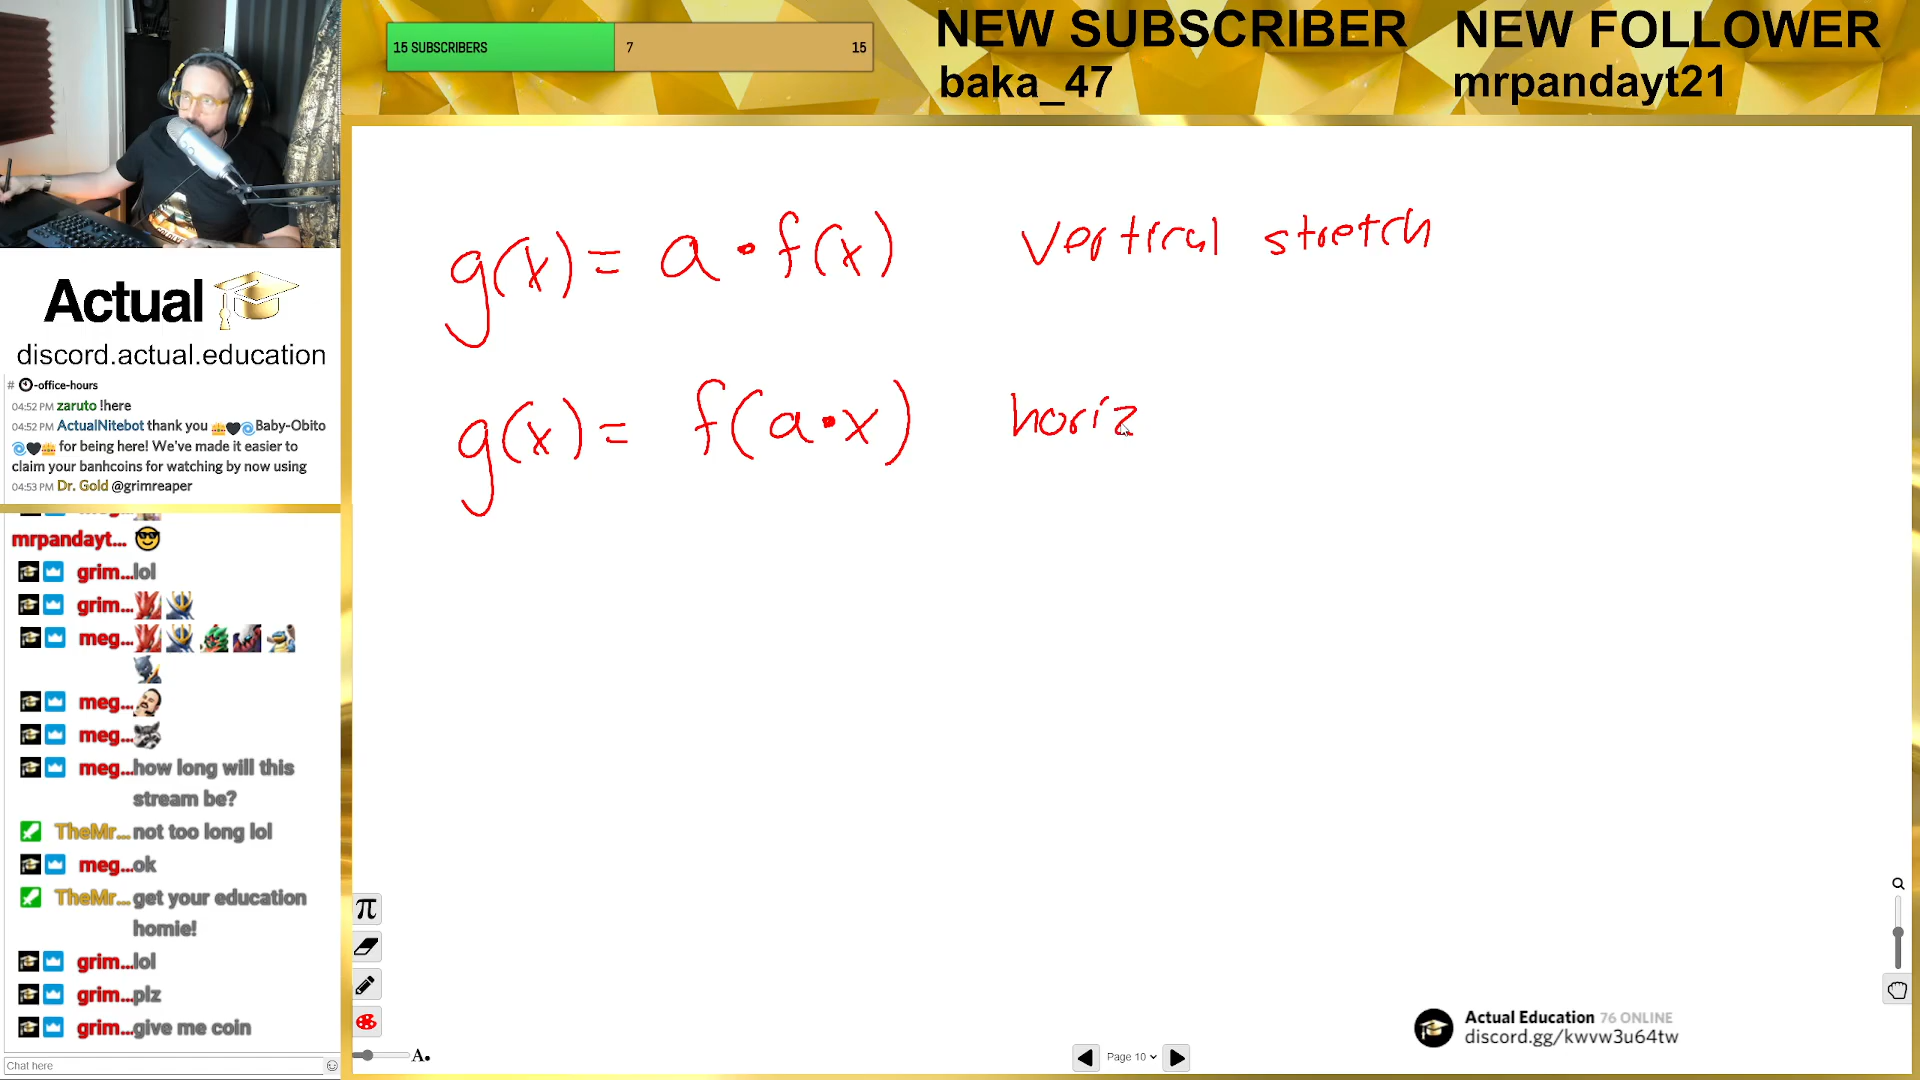 15 SUBSCRIBERS 7 15
NEW SUBSCRIBER
baka_47
NEW FOLLOWER
mrpandayt21
g(x) = a • f(x) vertical stretch
g(x) = f(a • x) horiz
Actual
discord.actual.education
# -office-hours
04:52 PM zaruto !here
04:52 PM ActualNitebot thank you Baby-Obito
for being here! We've made it easier to
claim your banhcoins for watching by now using
04:53 PM Dr. Gold @grimreaper
mrpandayt...
grim...lol
grim...
meg...
meg...
meg...
meg...how long will this
stream be?
TheMr...not too long lol
meg...ok
TheMr...get your education
homie!
grim...lol
grim...plz
grim...give me coin
Chat here
π
A.
Page 10
Actual Education 76 ONLINE
discord.gg/kwvw3u64tw